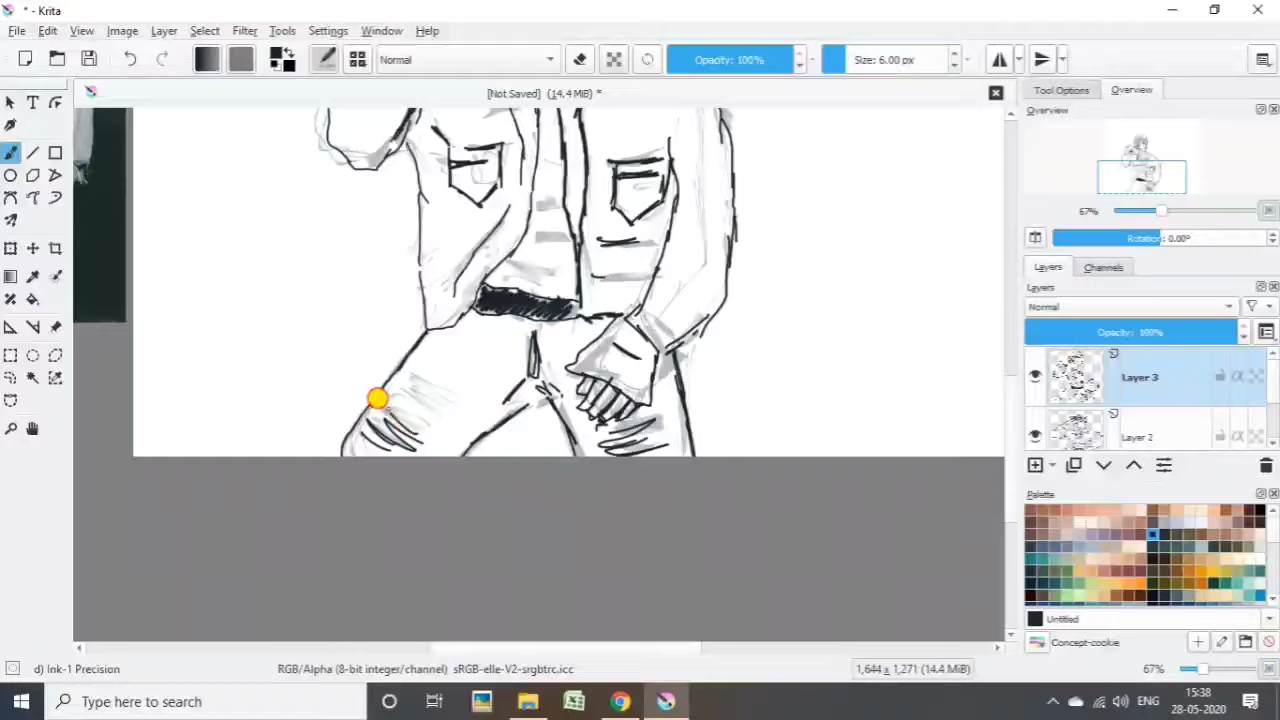 * - Krita
File Edit View Image Layer Select Filter Tools Settings Window Help
Normal Opacity: 100% Size: 6.00 px
[Not Saved] (14.4 MiB) *
Tool Options Overview
Overview
67%
Rotation: 0.00°
Layers Channels
Layers
Normal
Opacity: 100%
Layer 3
Layer 2
Palette
Untitled
Concept-cookie
d) Ink-1 Precision RGB/Alpha (8-bit integer/channel) sRGB-elle-V2-srgbtrc.icc 1,644 x 1,271 (14.4 MiB) 67%
Type here to search
ENG
15:38
28-05-2020